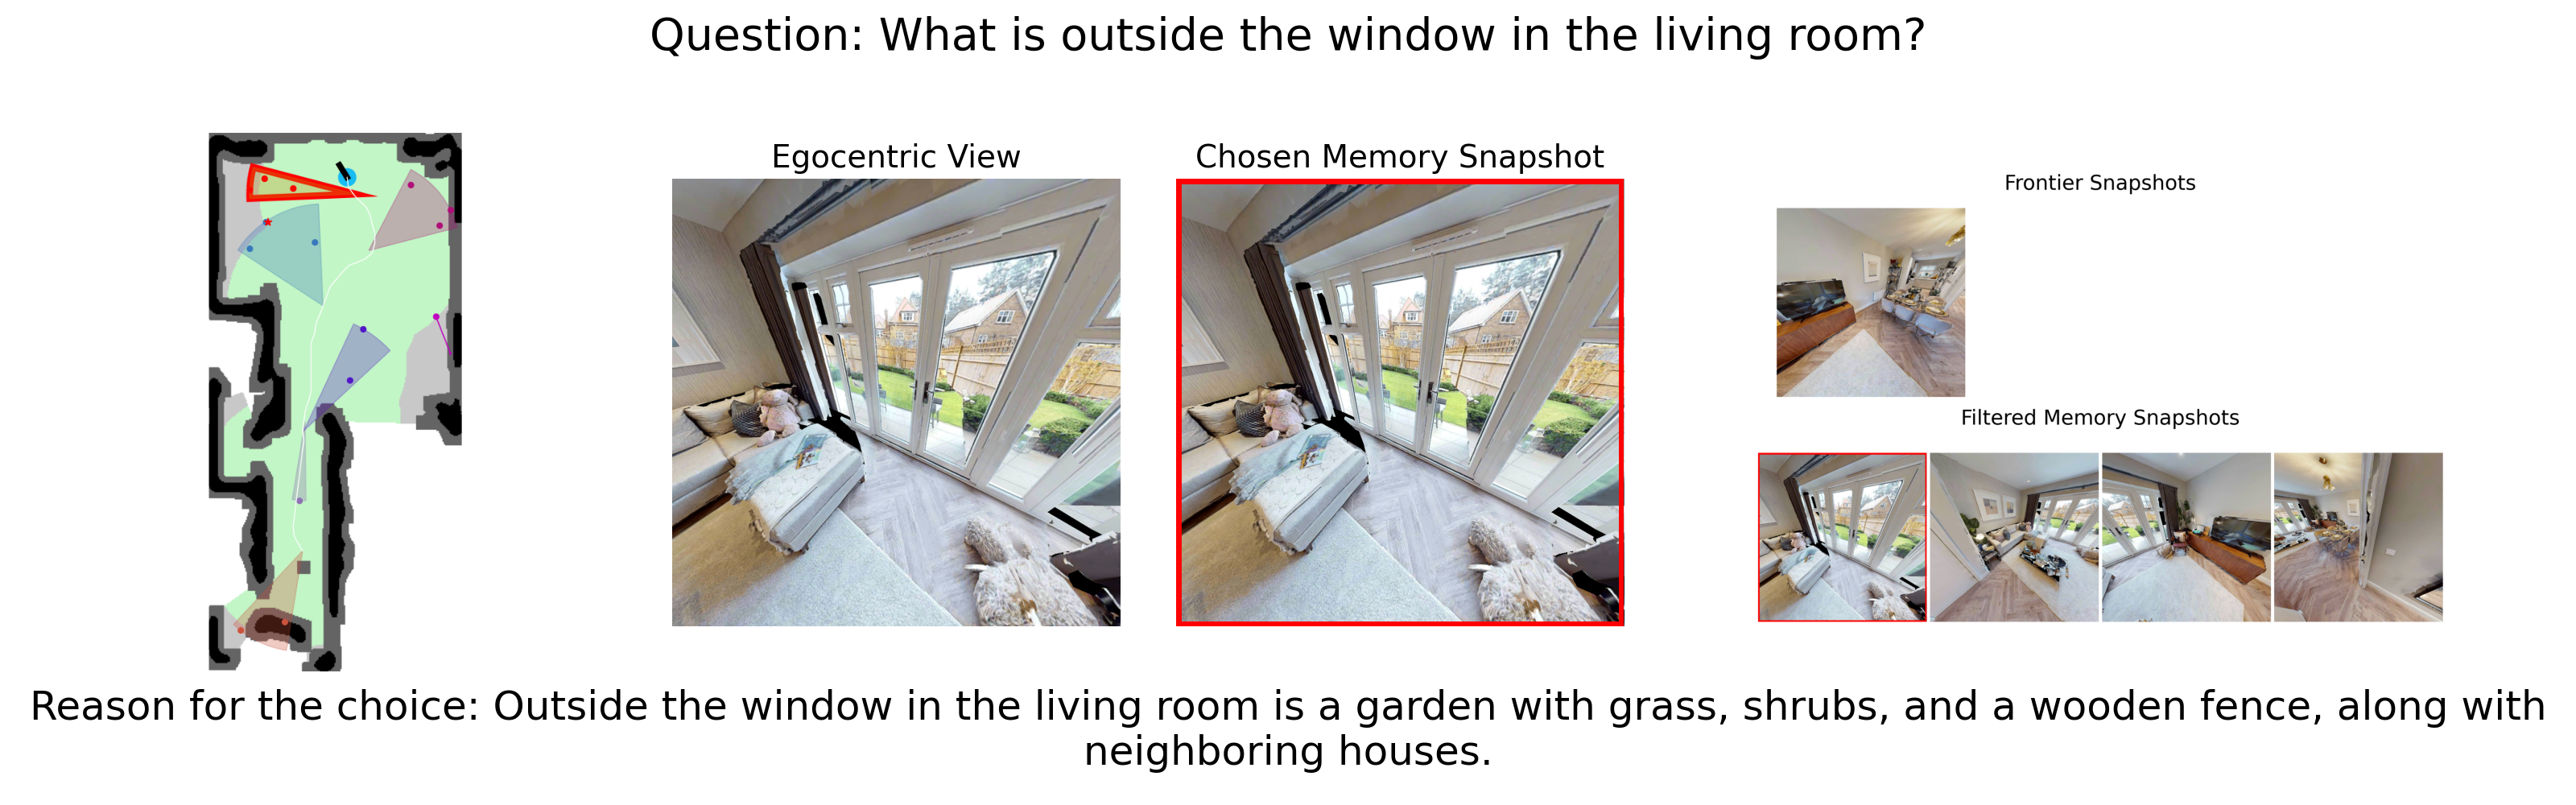 Question: What is outside the window in the living room?
Egocentric View
Chosen Memory Snapshot
Frontier Snapshots
Filtered Memory Snapshots
Reason for the choice: Outside the window in the living room is a garden with grass, shrubs, and a wooden fence, along with
neighboring houses.